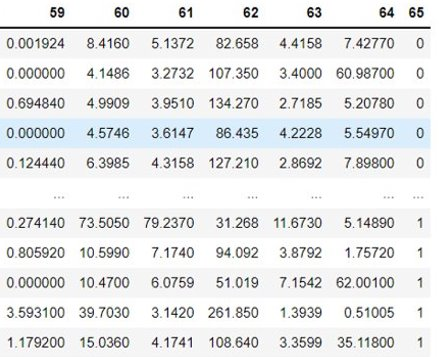 59 60 61 62 63 64 65
0.001924 8.4160 5.1372 82.658 4.4158 7.42770 0
0.000000 4.1486 3.2732 107.350 3.4000 60.98700 0
0.694840 4.9909 3.9510 134.270 2.7185 5.20780 0
0.000000 4.5746 3.6147 86.435 4.2228 5.54970 0
0.124440 6.3985 4.3158 127.210 2.8692 7.89800 0
... ... ... ... ... ... ...
0.274140 73.5050 79.2370 31.268 11.6730 5.14890 1
0.805920 10.5990 7.1740 94.092 3.8792 1.75720 1
0.000000 10.4700 6.0759 51.019 7.1542 62.00100 1
3.593100 39.7030 3.1420 261.850 1.3939 0.51005 1
1.179200 15.0360 4.1741 108.640 3.3599 35.11800 1